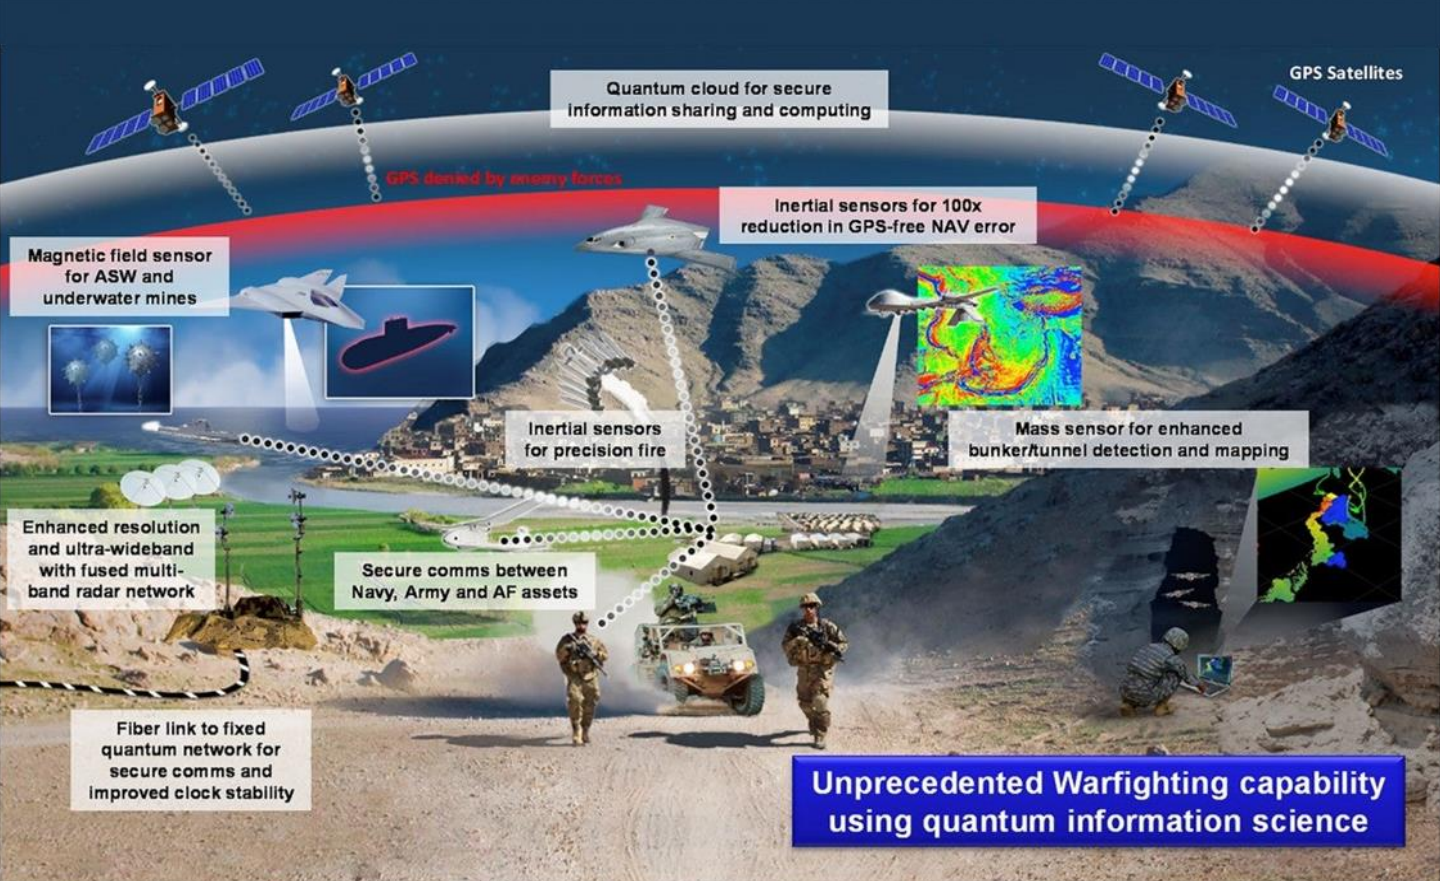 GPS Satellites
Quantum cloud for secure
information sharing and computing
GPS denied by enemy forces
Inertial sensors for 100x
reduction in GPS-free NAV error
Magnetic field sensor
for ASW and
underwater mines
Inertial sensors
for precision fire
Mass sensor for enhanced
bunker/tunnel detection and mapping
Enhanced resolution
and ultra-wideband
with fused multi-
band radar network
Secure comms between
Navy, Army and AF assets
Fiber link to fixed
quantum network for
secure comms and
improved clock stability
Unprecedented Warfighting capability
using quantum information science